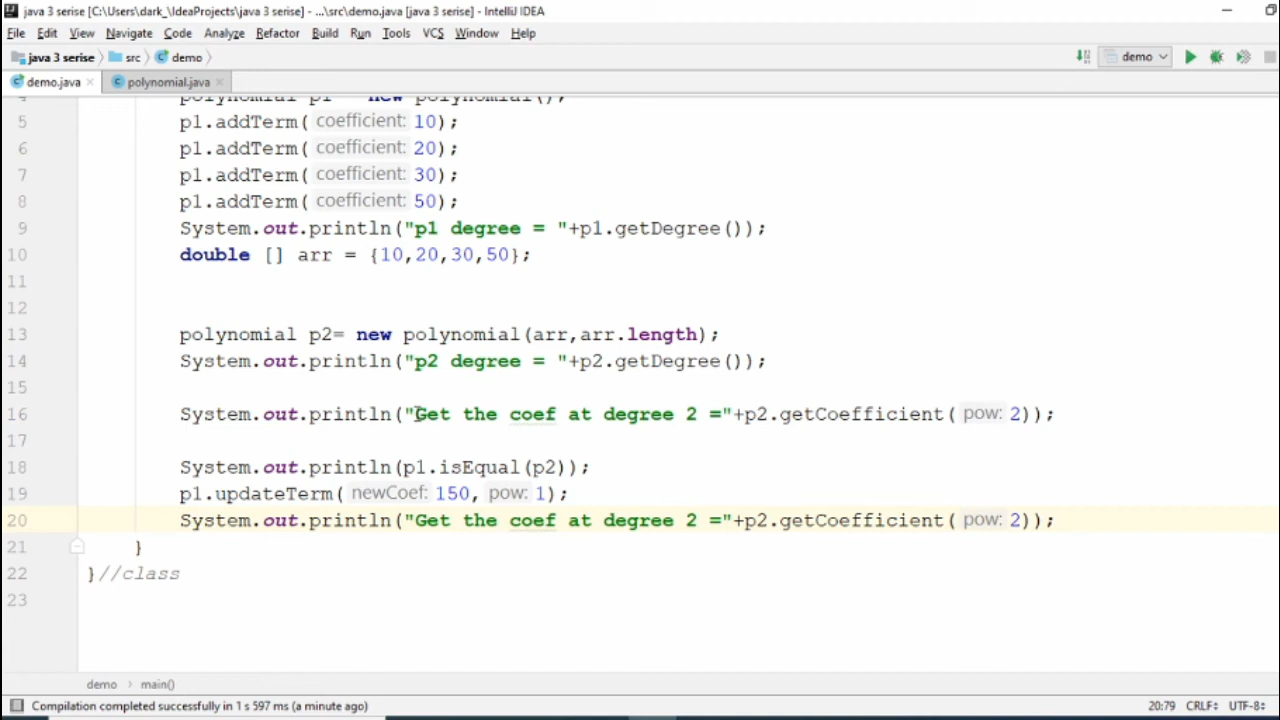 java 3 serise [C:\Users\dark_\IdeaProjects\java 3 serise] - ...\src\demo.java [java 3 serise] - IntelliJ IDEA
File Edit View Navigate Code Analyze Refactor Build Run Tools VCS Window Help
java 3 serise src demo demo
demo.java polynomial.java
4 polynomial p1 = new polynomial();
5 p1.addTerm( coefficient: 10);
6 p1.addTerm( coefficient: 20);
7 p1.addTerm( coefficient: 30);
8 p1.addTerm( coefficient: 50);
9 System.out.println("p1 degree = "+p1.getDegree());
10 double [] arr = {10,20,30,50};
11
12
13 polynomial p2= new polynomial(arr,arr.length);
14 System.out.println("p2 degree = "+p2.getDegree());
15
16 System.out.println("Get the coef at degree 2 ="+p2.getCoefficient( pow: 2));
17
18 System.out.println(p1.isEqual(p2));
19 p1.updateTerm( newCoef: 150, pow: 1);
20 System.out.println("Get the coef at degree 2 ="+p2.getCoefficient( pow: 2));
21 }
22 }//class
23
demo main()
Compilation completed successfully in 1 s 597 ms (a minute ago) 20:79 CRLF UTF-8